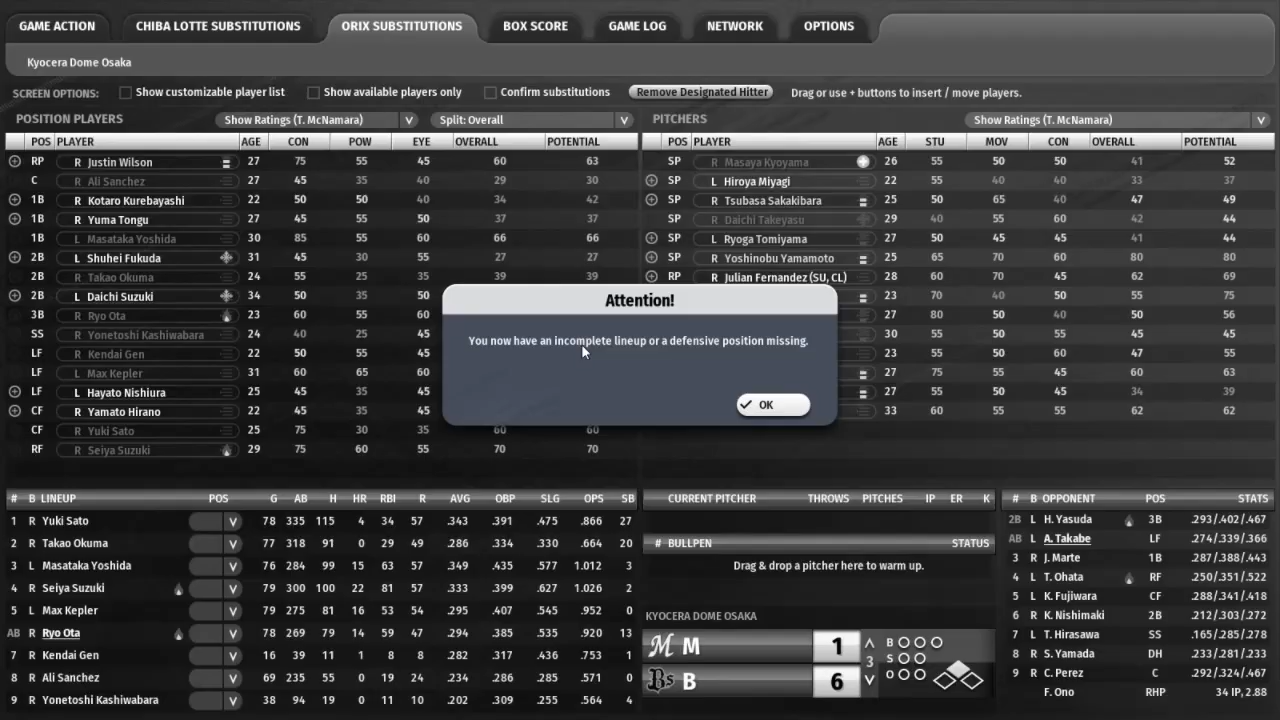 GAME ACTION CHIBA LOTTE SUBSTITUTIONS ORIX SUBSTITUTIONS BOX SCORE GAME LOG NETWORK OPTIONS
Kyocera Dome Osaka
SCREEN OPTIONS: Show customizable player list Show available players only Confirm substitutions Remove Designated Hitter Drag or use + buttons to insert / move players.
POSITION PLAYERS Show Ratings (T. McNamara) Split: Overall
POS PLAYER AGE CON POW EYE OVERALL POTENTIAL
RP R Justin Wilson 27 75 55 45 60 63
C R Ali Sanchez 27 45 35 40 29 30
1B R Kotaro Kurebayashi 22 50 50 40 34 42
1B R Yuma Tongu 27 45 55 50 37 37
1B L Masataka Yoshida 30 85 55 60 66 66
2B L Shuhei Fukuda 31 45 30 55 27 27
2B R Takao Okuma 24 55 25 35 39 39
2B L Daichi Suzuki 34 50 35 50
3B R Ryo Ota 23 60 55 60
SS R Yonetoshi Kashiwabara 24 40 25 45
LF R Kendai Gen 22 50 55 45
LF R Max Kepler 31 60 65 60
LF L Hayato Nishiura 25 45 35 45
CF R Yamato Hirano 22 45 35 45
CF R Yuki Sato 25 75 30 35 60 60
RF R Seiya Suzuki 29 75 60 55 70 70
PITCHERS Show Ratings (T. McNamara)
POS PLAYER AGE STU MOV CON OVERALL POTENTIAL
SP R Masaya Kyoyama 26 55 50 50 41 52
SP L Hiroya Miyagi 22 55 40 40 33 37
SP R Tsubasa Sakakibara 25 50 65 40 47 49
SP R Daichi Takeyasu 29 40 55 60 42 44
SP L Ryoga Tomiyama 27 50 45 45 41 44
SP R Yoshinobu Yamamoto 25 65 70 60 80 80
RP R Julian Fernandez (SU, CL) 28 60 70 40 62 69
23 70 40 50 55 75
27 80 50 40 50 56
30 55 50 55 45 45
23 55 50 60 47 55
27 75 50 45 60 63
27 55 50 45 34 39
33 60 55 55 62 62
Attention!
You now have an incomplete lineup or a defensive position missing.
OK
# B LINEUP POS G AB H HR RBI R AVG OBP SLG OPS SB
1 R Yuki Sato 78 335 115 4 34 57 .343 .391 .475 .866 27
2 R Takao Okuma 77 318 91 0 29 49 .286 .334 .330 .664 20
3 L Masataka Yoshida 76 284 99 15 63 57 .349 .435 .577 1.012 3
4 R Seiya Suzuki 79 300 100 22 81 57 .333 .399 .627 1.026 2
5 L Max Kepler 79 275 81 16 53 54 .295 .407 .545 .952 0
AB R Ryo Ota 78 269 79 14 59 47 .294 .385 .535 .920 13
7 R Kendai Gen 16 39 11 1 8 8 .282 .317 .436 .753 1
8 R Ali Sanchez 69 235 55 0 19 24 .234 .286 .285 .571 0
9 R Yonetoshi Kashiwabara 38 94 19 0 11 10 .202 .309 .255 .564 4
CURRENT PITCHER THROWS PITCHES IP ER K
# BULLPEN STATUS
Drag & drop a pitcher here to warm up.
KYOCERA DOME OSAKA
M M 1
Bs B 6
3
B
S
O
# B OPPONENT POS STATS
2B L H. Yasuda 3B .293/.402/.467
AB L A. Takabe LF .274/.339/.366
3 R J. Marte 1B .287/.388/.443
4 L T. Ohata RF .250/.351/.522
5 L K. Fujiwara CF .288/.341/.418
6 R K. Nishimaki 2B .212/.303/.272
7 L T. Hirasawa SS .165/.285/.278
8 R S. Yamada DH .233/.281/.233
9 R C. Perez C .292/.324/.467
F. Ono RHP 34 IP, 2.88